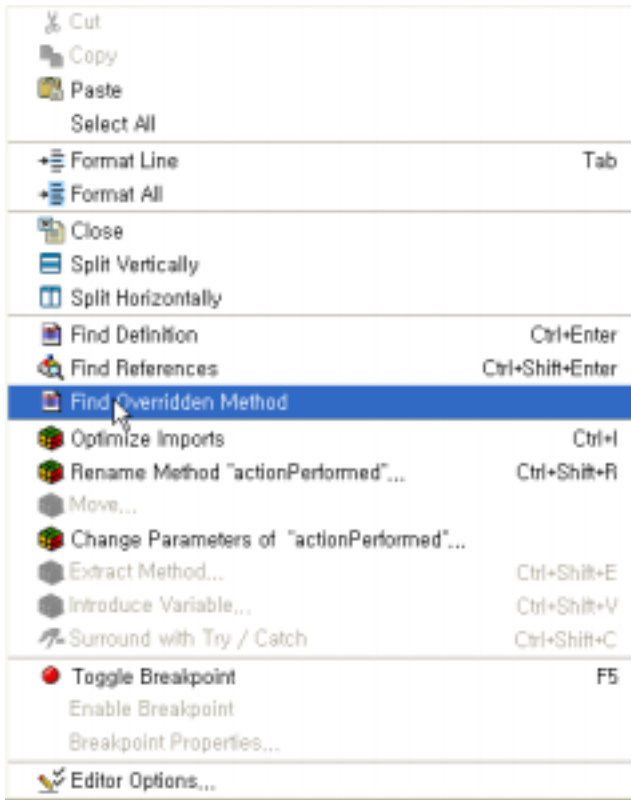 Cut
Copy
Paste
Select All
Format Line Tab
Format All
Close
Split Vertically
Split Horizontally
Find Definition Ctrl+Enter
Find References Ctrl+Shift+Enter
Find Overridden Method
Optimize Imports Ctrl+I
Rename Method "actionPerformed"... Ctrl+Shift+R
Move...
Change Parameters of "actionPerformed"...
Extract Method... Ctrl+Shift+E
Introduce Variable... Ctrl+Shift+V
Surround with Try / Catch Ctrl+Shift+C
Toggle Breakpoint F5
Enable Breakpoint
Breakpoint Properties...
Editor Options...